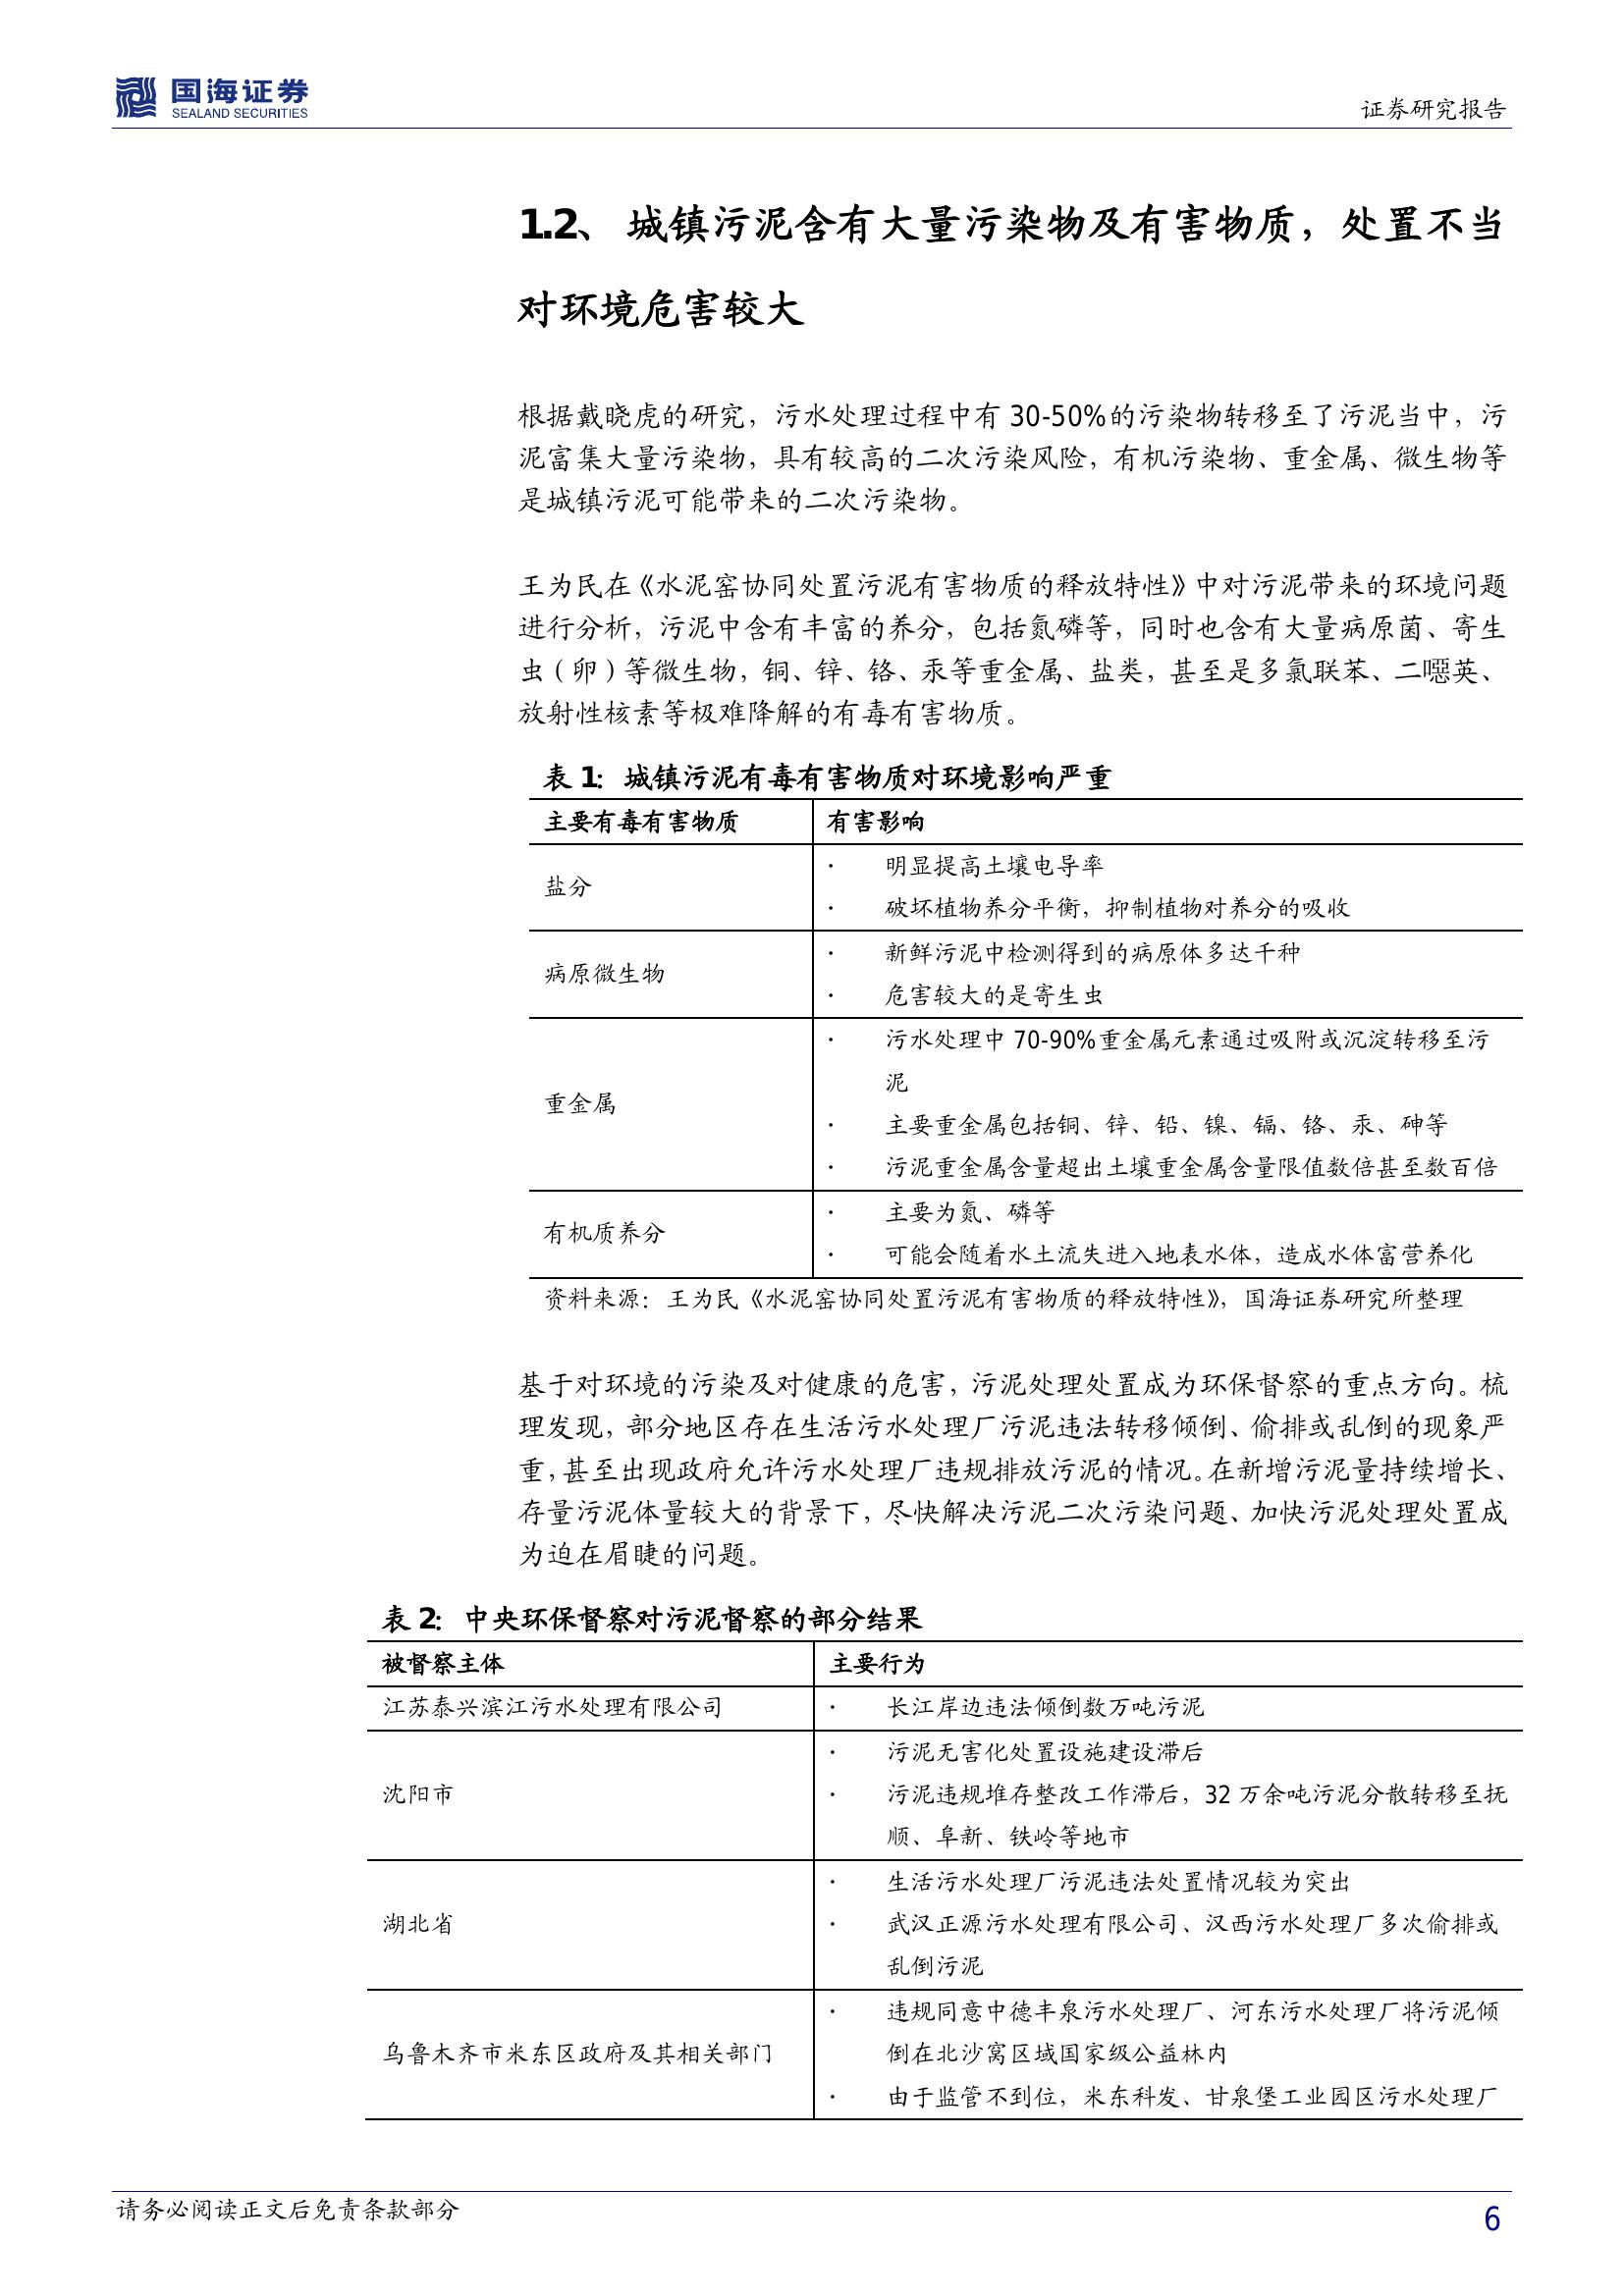 国海证券
SEALAND SECURITIES
证券研究报告
1.2、 城镇污泥含有大量污染物及有害物质，处置不当
对环境危害较大
根据戴晓虎的研究，污水处理过程中有 30-50%的污染物转移至了污泥当中，污
泥富集大量污染物，具有较高的二次污染风险，有机污染物、重金属、微生物等
是城镇污泥可能带来的二次污染物。
王为民在《水泥窑协同处置污泥有害物质的释放特性》中对污泥带来的环境问题
进行分析，污泥中含有丰富的养分，包括氮磷等，同时也含有大量病原菌、寄生
虫（卵）等微生物，铜、锌、铬、汞等重金属、盐类，甚至是多氯联苯、二噁英、
放射性核素等极难降解的有毒有害物质。
表 1：城镇污泥有毒有害物质对环境影响严重
主要有毒有害物质 有害影响
盐分
· 明显提高土壤电导率
· 破坏植物养分平衡，抑制植物对养分的吸收
病原微生物
· 新鲜污泥中检测得到的病原体多达千种
· 危害较大的是寄生虫
重金属
· 污水处理中 70-90%重金属元素通过吸附或沉淀转移至污
泥
· 主要重金属包括铜、锌、铅、镍、镉、铬、汞、砷等
· 污泥重金属含量超出土壤重金属含量限值数倍甚至数百倍
有机质养分
· 主要为氮、磷等
· 可能会随着水土流失进入地表水体，造成水体富营养化
资料来源：王为民《水泥窑协同处置污泥有害物质的释放特性》，国海证券研究所整理
基于对环境的污染及对健康的危害，污泥处理处置成为环保督察的重点方向。梳
理发现，部分地区存在生活污水处理厂污泥违法转移倾倒、偷排或乱倒的现象严
重，甚至出现政府允许污水处理厂违规排放污泥的情况。在新增污泥量持续增长、
存量污泥体量较大的背景下，尽快解决污泥二次污染问题、加快污泥处理处置成
为迫在眉睫的问题。
表 2：中央环保督察对污泥督察的部分结果
被督察主体 主要行为
江苏泰兴滨江污水处理有限公司 · 长江岸边违法倾倒数万吨污泥
沈阳市
· 污泥无害化处置设施建设滞后
· 污泥违规堆存整改工作滞后，32 万余吨污泥分散转移至抚
顺、阜新、铁岭等地市
湖北省
· 生活污水处理厂污泥违法处置情况较为突出
· 武汉正源污水处理有限公司、汉西污水处理厂多次偷排或
乱倒污泥
乌鲁木齐市米东区政府及其相关部门
· 违规同意中德丰泉污水处理厂、河东污水处理厂将污泥倾
倒在北沙窝区域国家级公益林内
· 由于监管不到位，米东科发、甘泉堡工业园区污水处理厂
请务必阅读正文后免责条款部分
6